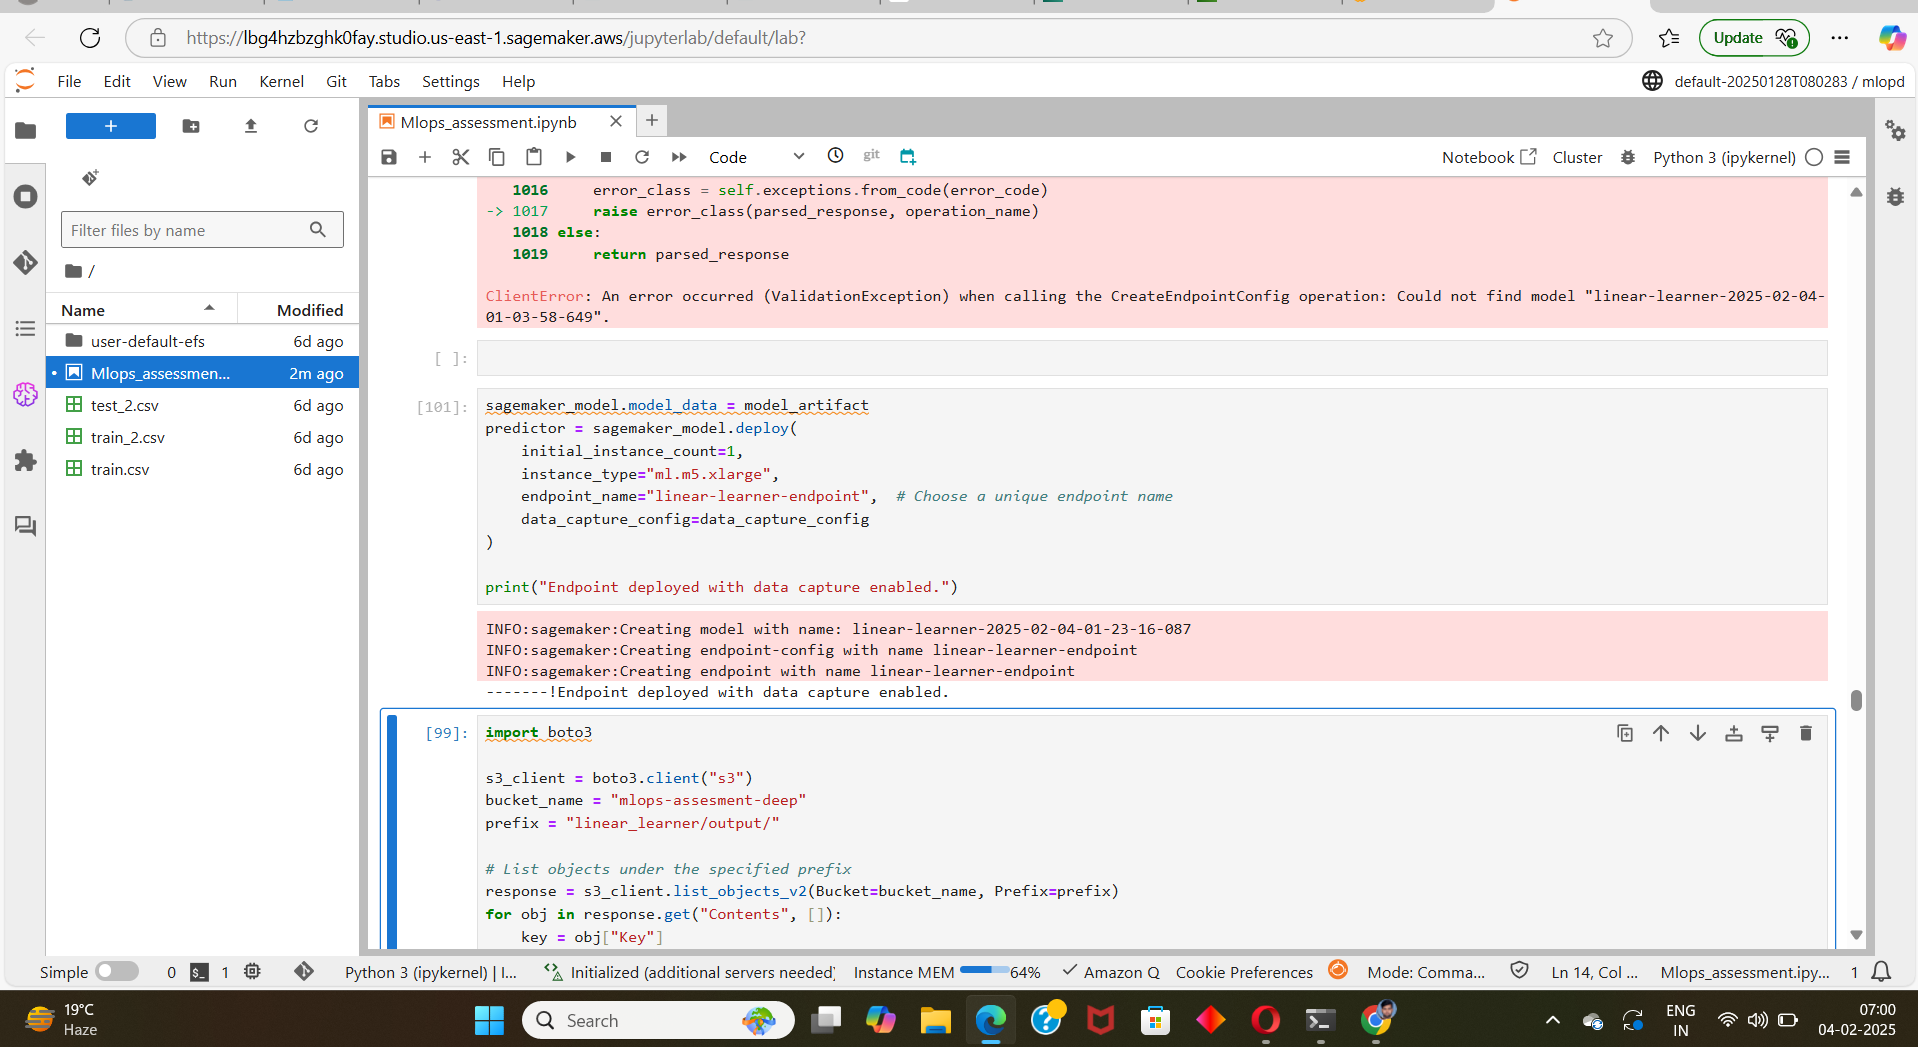 https://lbg4hzbzghk0fay.studio.us-east-1.sagemaker.aws/jupyterlab/default/lab?
Update
File Edit View Run Kernel Git Tabs Settings Help
default-20250128T080283 / mlopd
Mlops_assessment.ipynb
Code
git
Notebook
Cluster
Python 3 (ipykernel)
Filter files by name
/
Name Modified
user-default-efs 6d ago
Mlops_assessmen... 2m ago
test_2.csv 6d ago
train_2.csv 6d ago
train.csv 6d ago
1016 error_class = self.exceptions.from_code(error_code)
-> 1017 raise error_class(parsed_response, operation_name)
1018 else:
1019 return parsed_response
ClientError: An error occurred (ValidationException) when calling the CreateEndpointConfig operation: Could not find model "linear-learner-2025-02-04-
01-03-58-649".
[ ]:
[101]: sagemaker_model.model_data = model_artifact
predictor = sagemaker_model.deploy(
initial_instance_count=1,
instance_type="ml.m5.xlarge",
endpoint_name="linear-learner-endpoint", # Choose a unique endpoint name
data_capture_config=data_capture_config
)
print("Endpoint deployed with data capture enabled.")
INFO:sagemaker:Creating model with name: linear-learner-2025-02-04-01-23-16-087
INFO:sagemaker:Creating endpoint-config with name linear-learner-endpoint
INFO:sagemaker:Creating endpoint with name linear-learner-endpoint
-------!Endpoint deployed with data capture enabled.
[99]: import boto3
s3_client = boto3.client("s3")
bucket_name = "mlops-assesment-deep"
prefix = "linear_learner/output/"
# List objects under the specified prefix
response = s3_client.list_objects_v2(Bucket=bucket_name, Prefix=prefix)
for obj in response.get("Contents", []):
key = obj["Key"]
Simple 0 $_ 1 Python 3 (ipykernel) | I... Initialized (additional servers needed) Instance MEM 64% Amazon Q Cookie Preferences Mode: Comma... Ln 14, Col ... Mlops_assessment.ipy... 1
19°C
Haze
Search
ENG
IN
07:00
04-02-2025